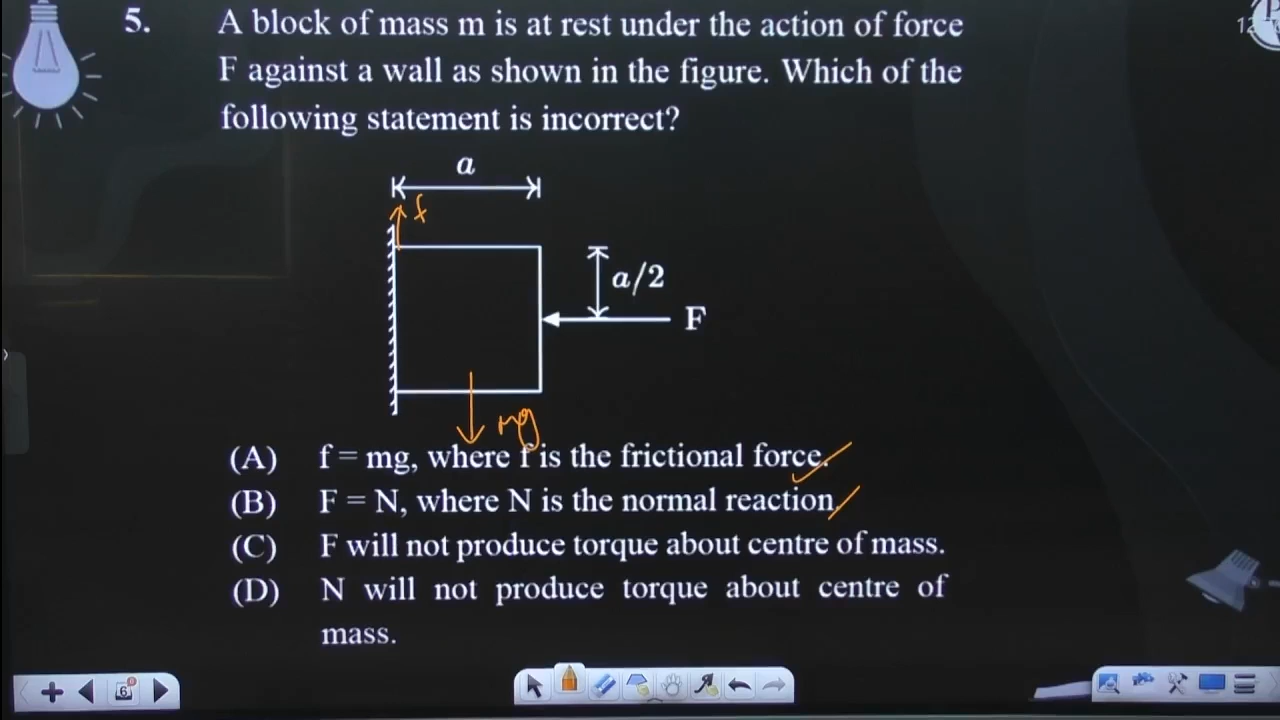 5. A block of mass m is at rest under the action of force
F against a wall as shown in the figure. Which of the
following statement is incorrect?
a
f
a/2
F
mg
(A) f = mg, where f is the frictional force.
(B) F = N, where N is the normal reaction.
(C) F will not produce torque about centre of mass.
(D) N will not produce torque about centre of
mass.
6